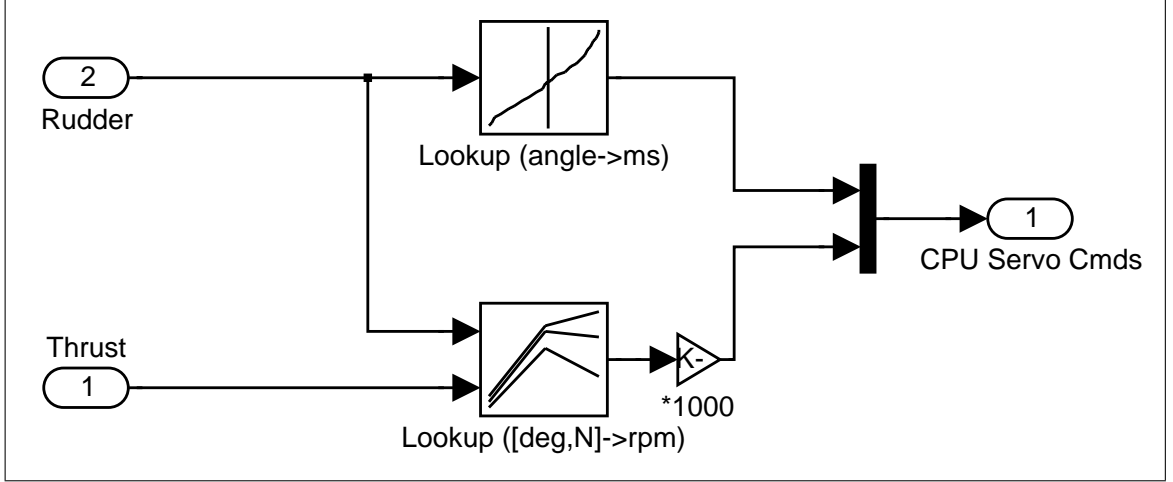 2
Rudder
Lookup (angle->ms)
1
CPU Servo Cmds
Thrust
1
Lookup ([deg,N]->rpm)
K-
*1000